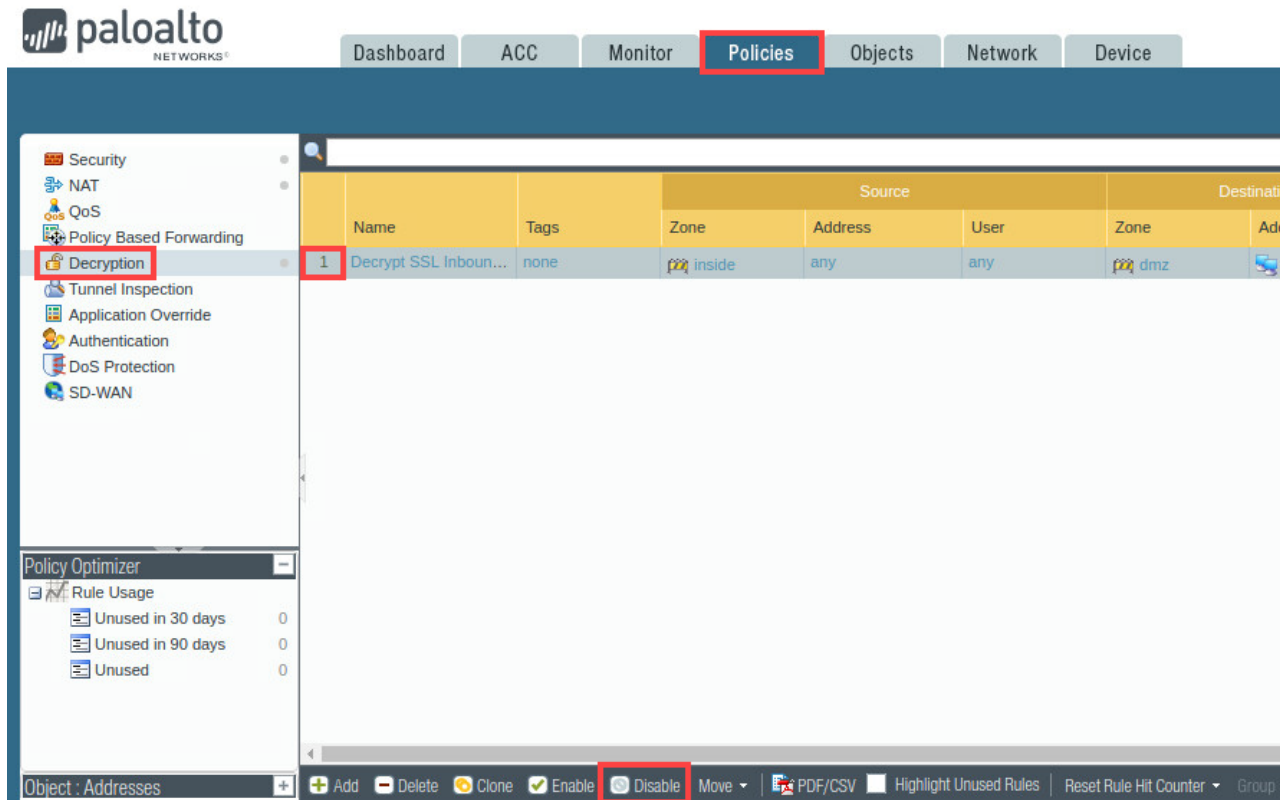 paloalto
NETWORKS®
Dashboard ACC Monitor Policies Objects Network Device
Security
NAT
QoS
Policy Based Forwarding
Decryption
Tunnel Inspection
Application Override
Authentication
DoS Protection
SD-WAN
Source Destinati
Name Tags Zone Address User Zone Add
1 Decrypt SSL Inboun... none inside any any dmz
Policy Optimizer
Rule Usage
Unused in 30 days 0
Unused in 90 days 0
Unused 0
Object : Addresses
Add Delete Clone Enable Disable Move PDF/CSV Highlight Unused Rules Reset Rule Hit Counter Group